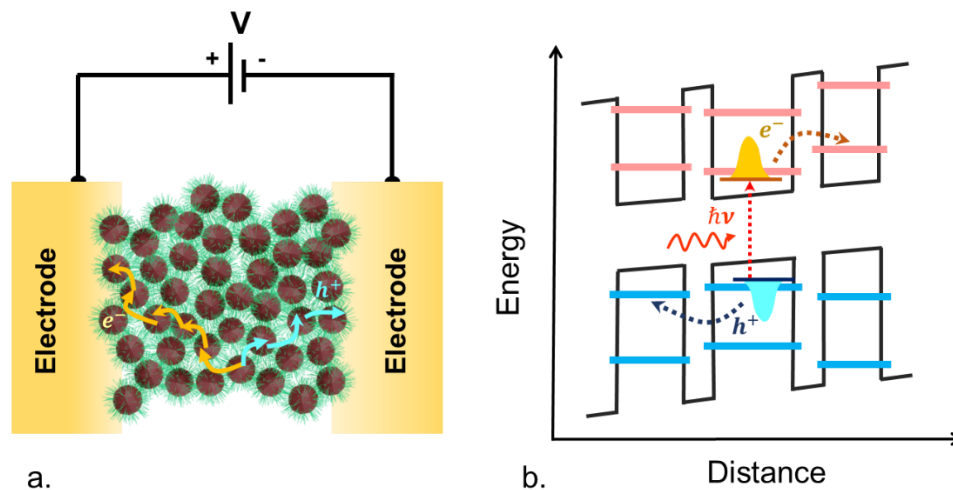 V
+ -
Electrode
e⁻
h⁺
Electrode
a.
Energy
e⁻
ℏν
h⁺
b.
Distance